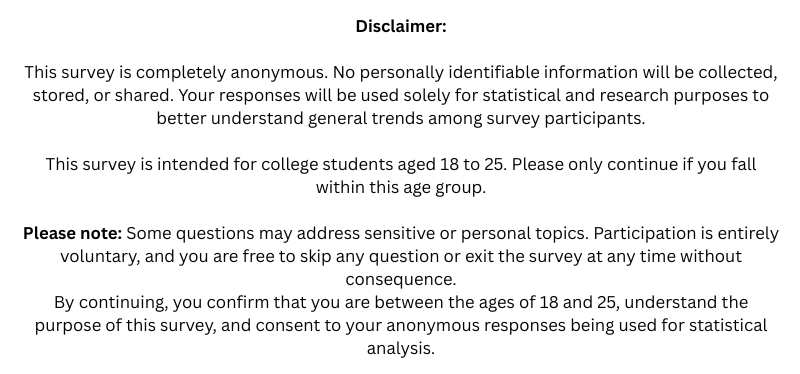 Disclaimer:
This survey is completely anonymous. No personally identifiable information will be collected,
stored, or shared. Your responses will be used solely for statistical and research purposes to
better understand general trends among survey participants.
This survey is intended for college students aged 18 to 25. Please only continue if you fall
within this age group.
Please note: Some questions may address sensitive or personal topics. Participation is entirely
voluntary, and you are free to skip any question or exit the survey at any time without
consequence.
By continuing, you confirm that you are between the ages of 18 and 25, understand the
purpose of this survey, and consent to your anonymous responses being used for statistical
analysis.